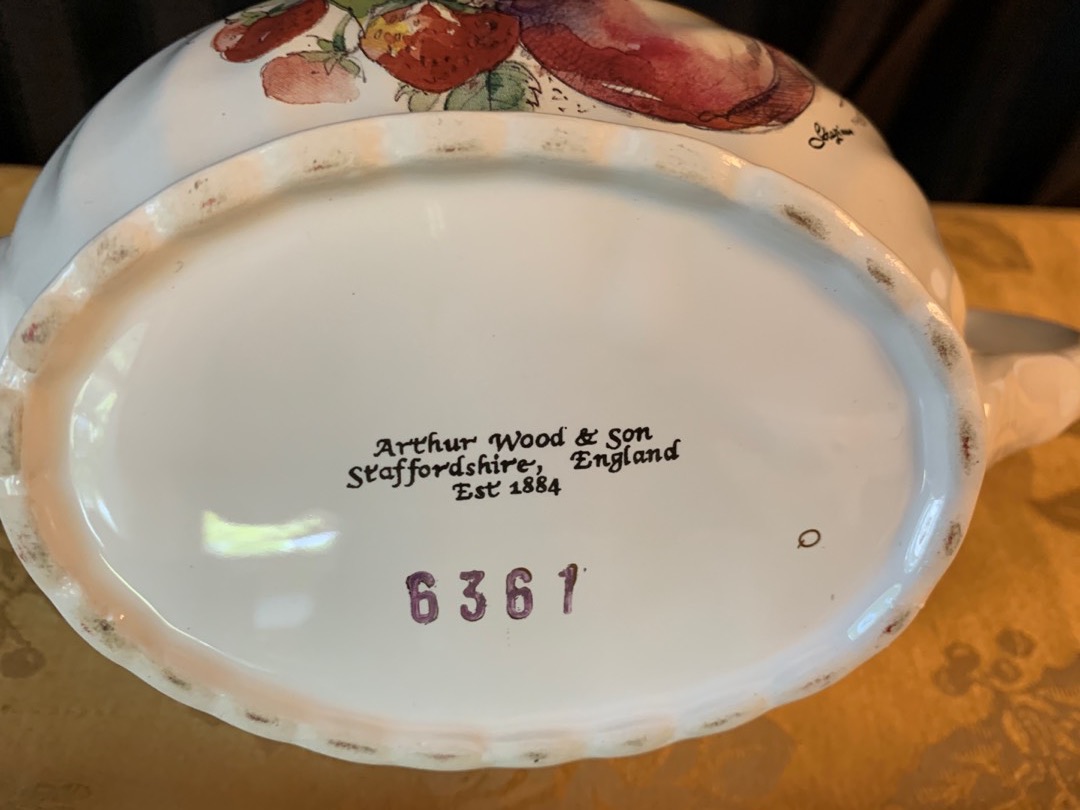 Arthur Wood & Son
Staffordshire, England
Est 1884
O
6361